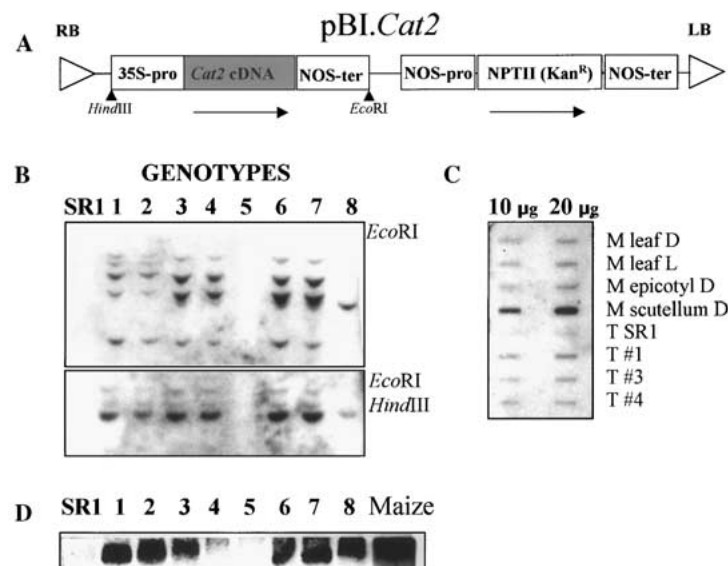 pBI.Cat2
RB
LB
A
35S-pro
Cat2 cDNA
NOS-ter
NOS-pro
NPTII (Kan^R)
NOS-ter
HindIII
EcoRI
B
GENOTYPES
SR1 1 2 3 4 5 6 7 8
EcoRI
EcoRI
HindIII
C
10 µg 20 µg
M leaf D
M leaf L
M epicotyl D
M scutellum D
T SR1
T #1
T #3
T #4
D
SR1 1 2 3 4 5 6 7 8 Maize